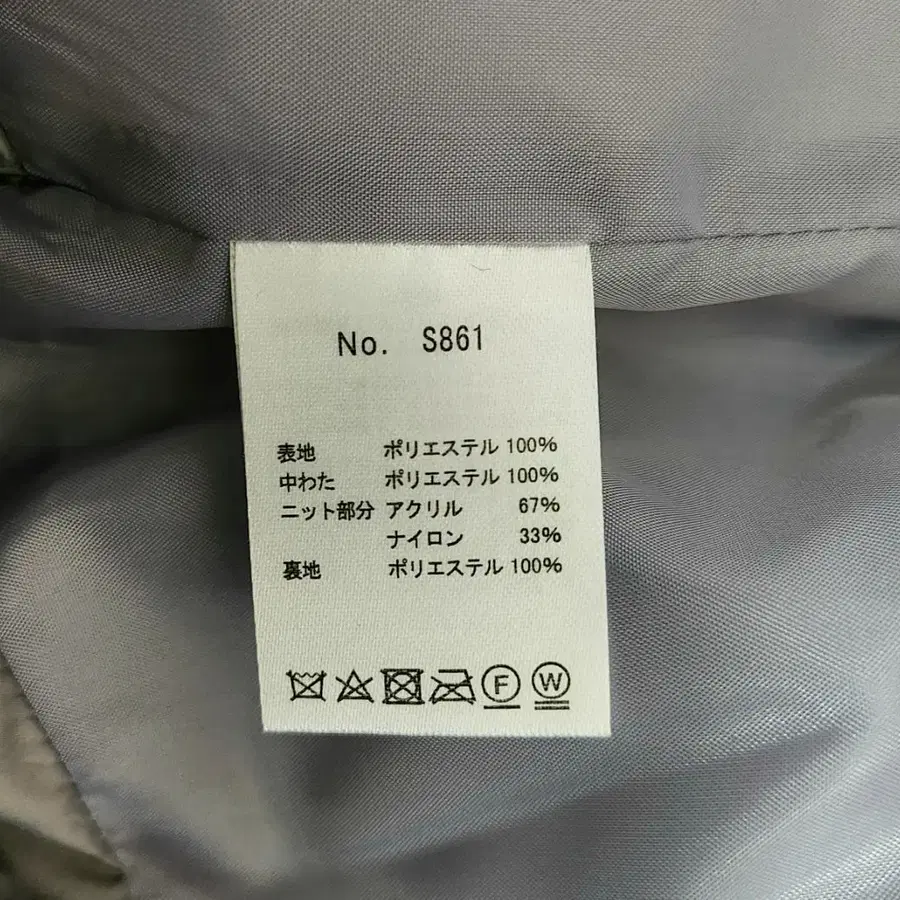 No. S861
表地 ポリエステル 100%
中わた ポリエステル 100%
ニット部分 アクリル 67%
ナイロン 33%
裏地 ポリエステル 100%
F W